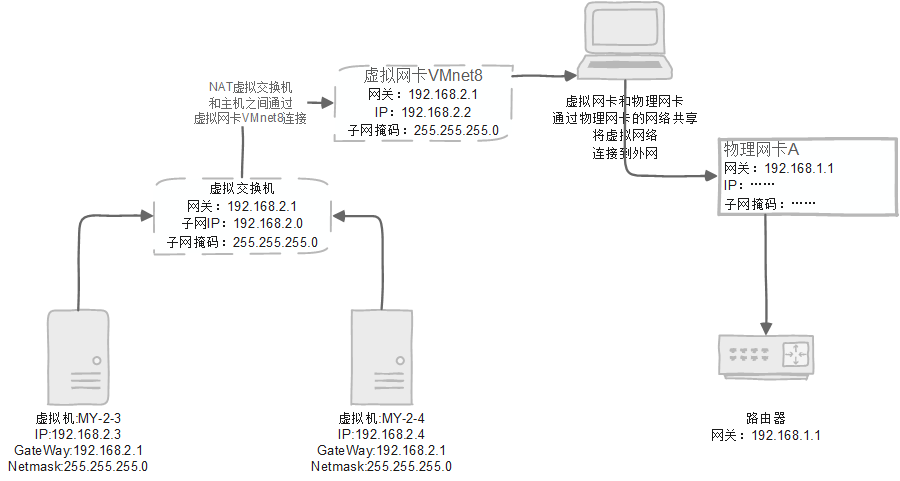 NAT虚拟交换机
和主机之间通过
虚拟网卡VMnet8连接
虚拟网卡VMnet8
网关：192.168.2.1
IP：192.168.2.2
子网掩码：255.255.255.0
虚拟网卡和物理网卡
通过物理网卡的网络共享
将虚拟网络
连接到外网
物理网卡A
网关：192.168.1.1
IP：……
子网掩码：……
虚拟交换机
网关：192.168.2.1
子网IP：192.168.2.0
子网掩码：255.255.255.0
虚拟机:MY-2-3
IP:192.168.2.3
GateWay:192.168.2.1
Netmask:255.255.255.0
虚拟机:MY-2-4
IP:192.168.2.4
GateWay:192.168.2.1
Netmask:255.255.255.0
路由器
网关：192.168.1.1